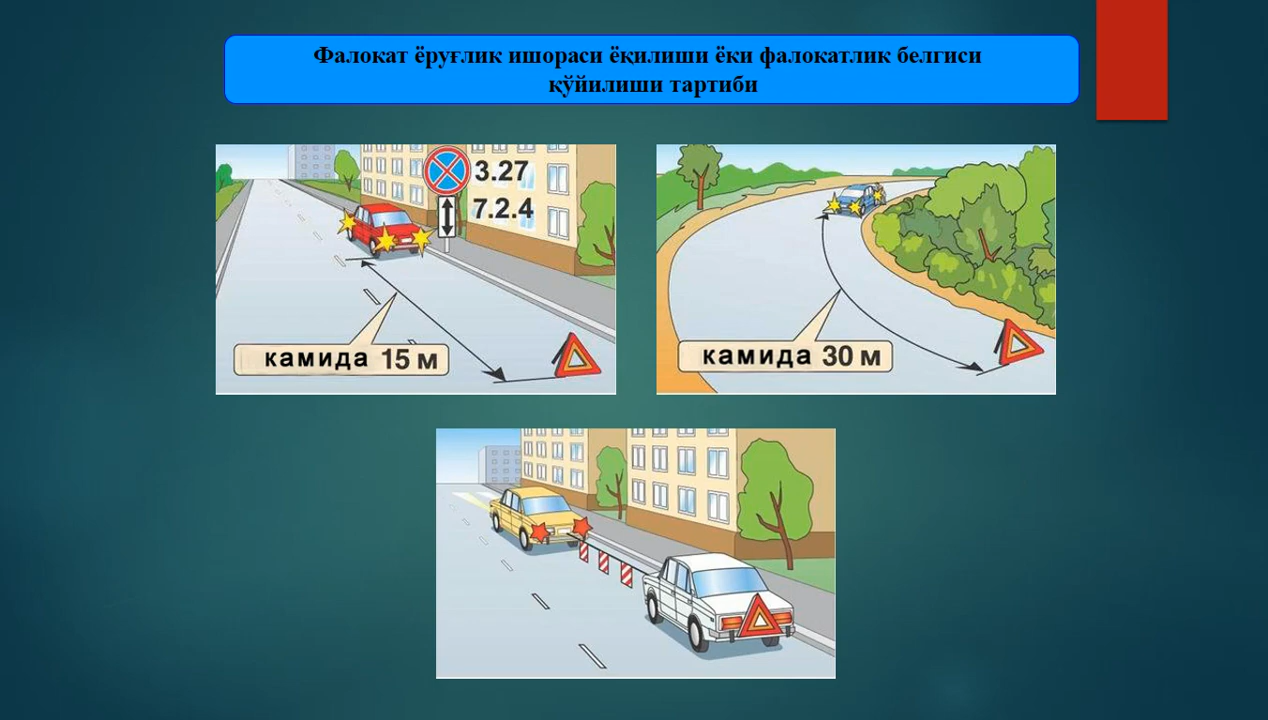 Фалокат ёруғлик ишораси ёқилиши ёки фалокатлик белгиси
қўйилиши тартиби
3.27
7.2.4
камида 15 м
камида 30 м